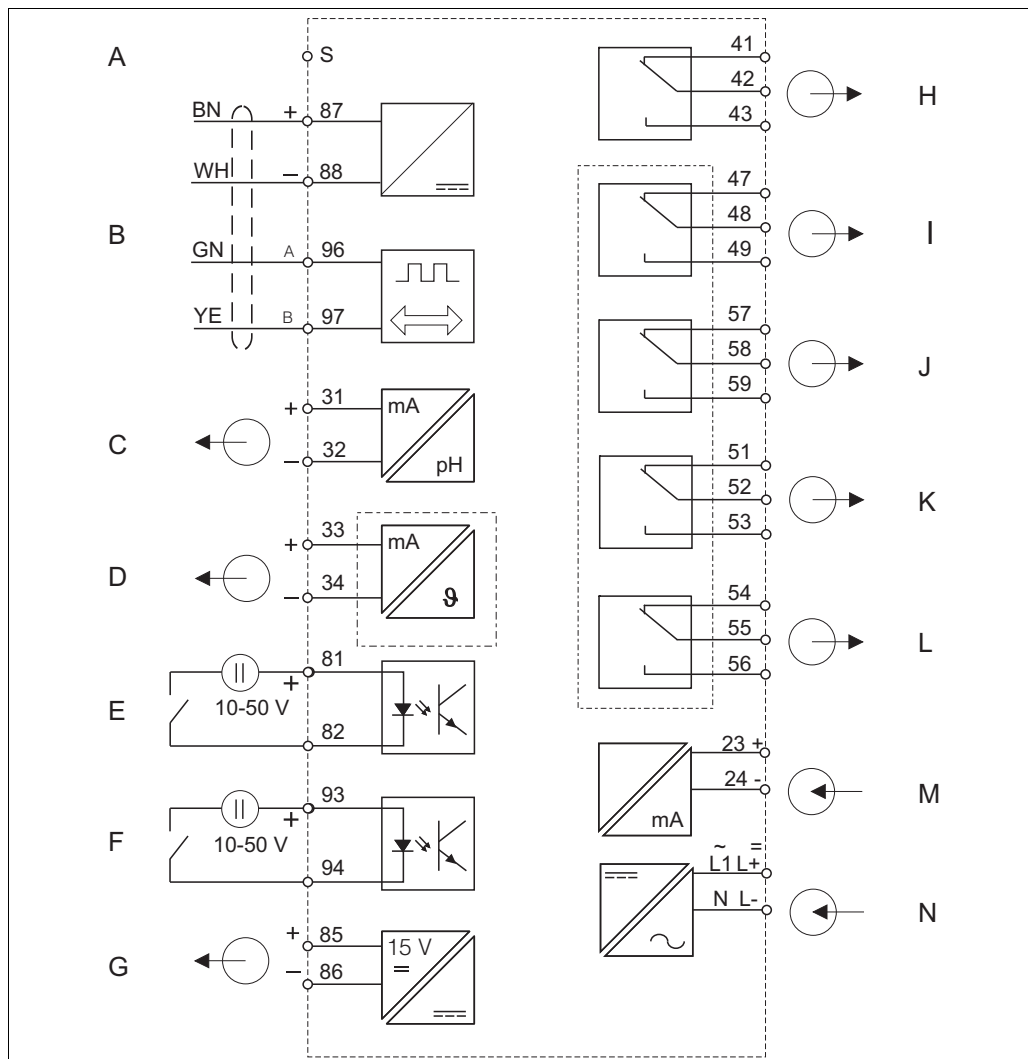 A
S
BN + 87
WH − 88
B
GN A 96
YE B 97
C
+ 31 mA
− 32 pH
D
+ 33 mA
− 34 ϑ
E
81
+
10-50 V
82
F
93
+
10-50 V
94
G
+ 85 15 V
− 86
41
42
43
H
47
48
49
I
57
58
59
J
51
52
53
K
54
55
56
L
23 +
24 -
mA
M
~ =
L1 L+
N L-
N